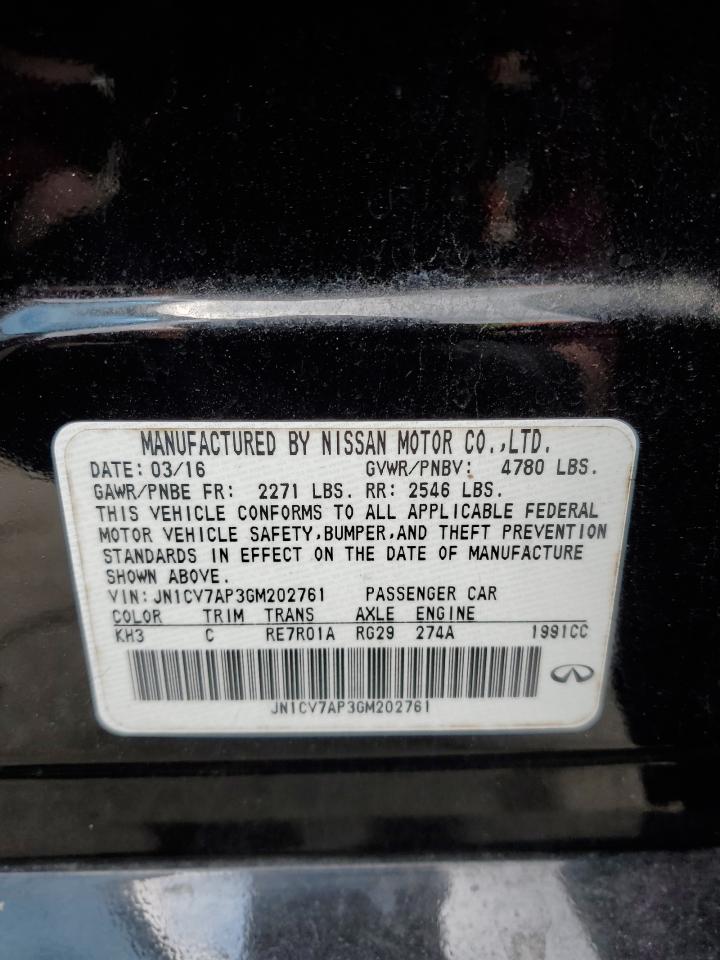 MANUFACTURED BY NISSAN MOTOR CO.,LTD.
DATE: 03/16 GVWR/PNBV: 4780 LBS.
GAWR/PNBE FR: 2271 LBS. RR: 2546 LBS.
THIS VEHICLE CONFORMS TO ALL APPLICABLE FEDERAL
MOTOR VEHICLE SAFETY,BUMPER,AND THEFT PREVENTION
STANDARDS IN EFFECT ON THE DATE OF MANUFACTURE
SHOWN ABOVE.
VIN: JN1CV7AP3GM202761 PASSENGER CAR
COLOR TRIM TRANS AXLE ENGINE
KH3 C RE7R01A RG29 274A 1991CC
JN1CV7AP3GM202761